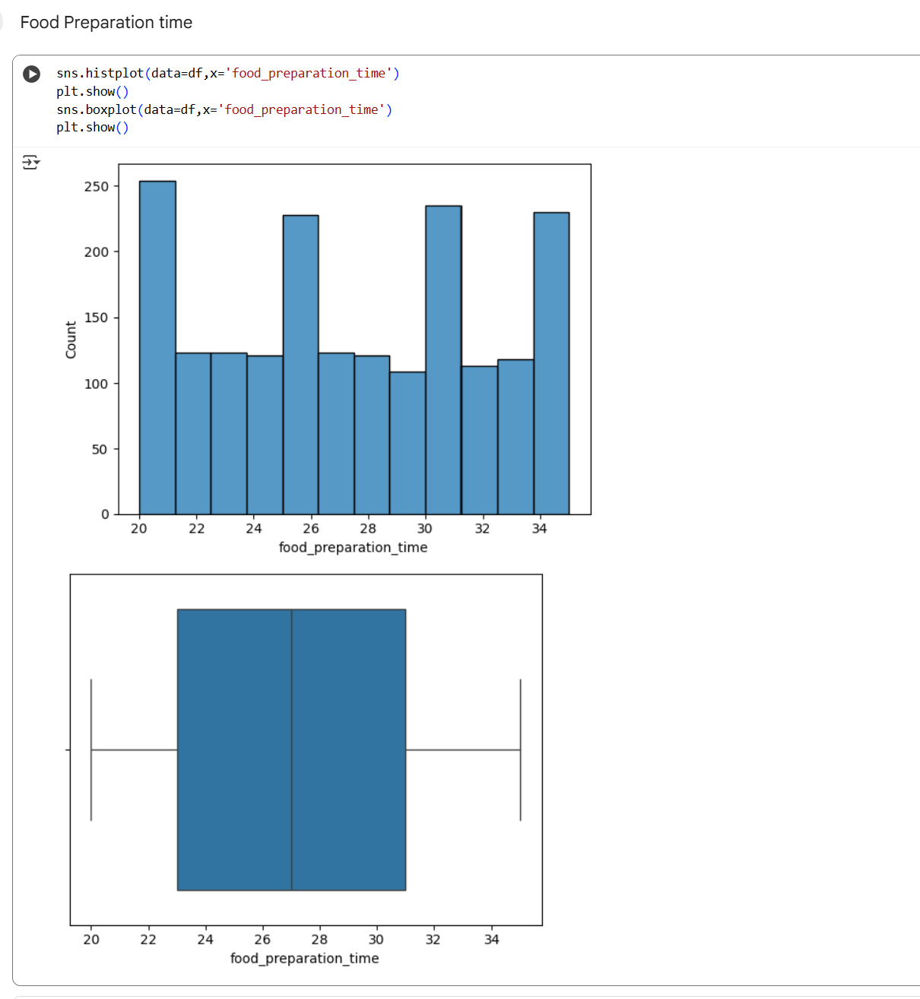 Food Preparation time
sns.histplot(data=df,x='food_preparation_time')
plt.show()
sns.boxplot(data=df,x='food_preparation_time')
plt.show()
250
200
150
100
50
0
Count
20 22 24 26 28 30 32 34
food_preparation_time
20 22 24 26 28 30 32 34
food_preparation_time